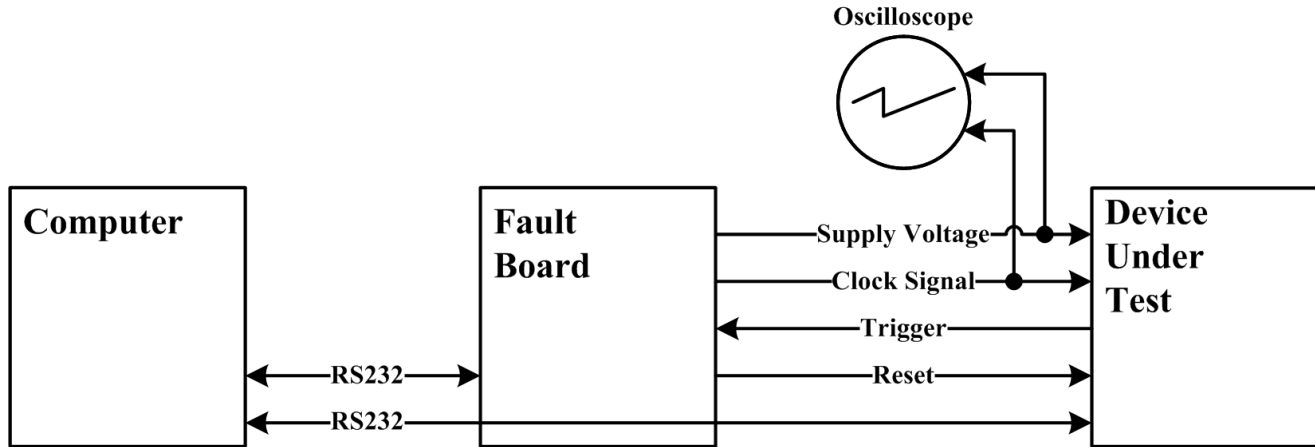 Oscilloscope
Computer
Fault
Board
Device
Under
Test
Supply Voltage
Clock Signal
Trigger
Reset
RS232
RS232